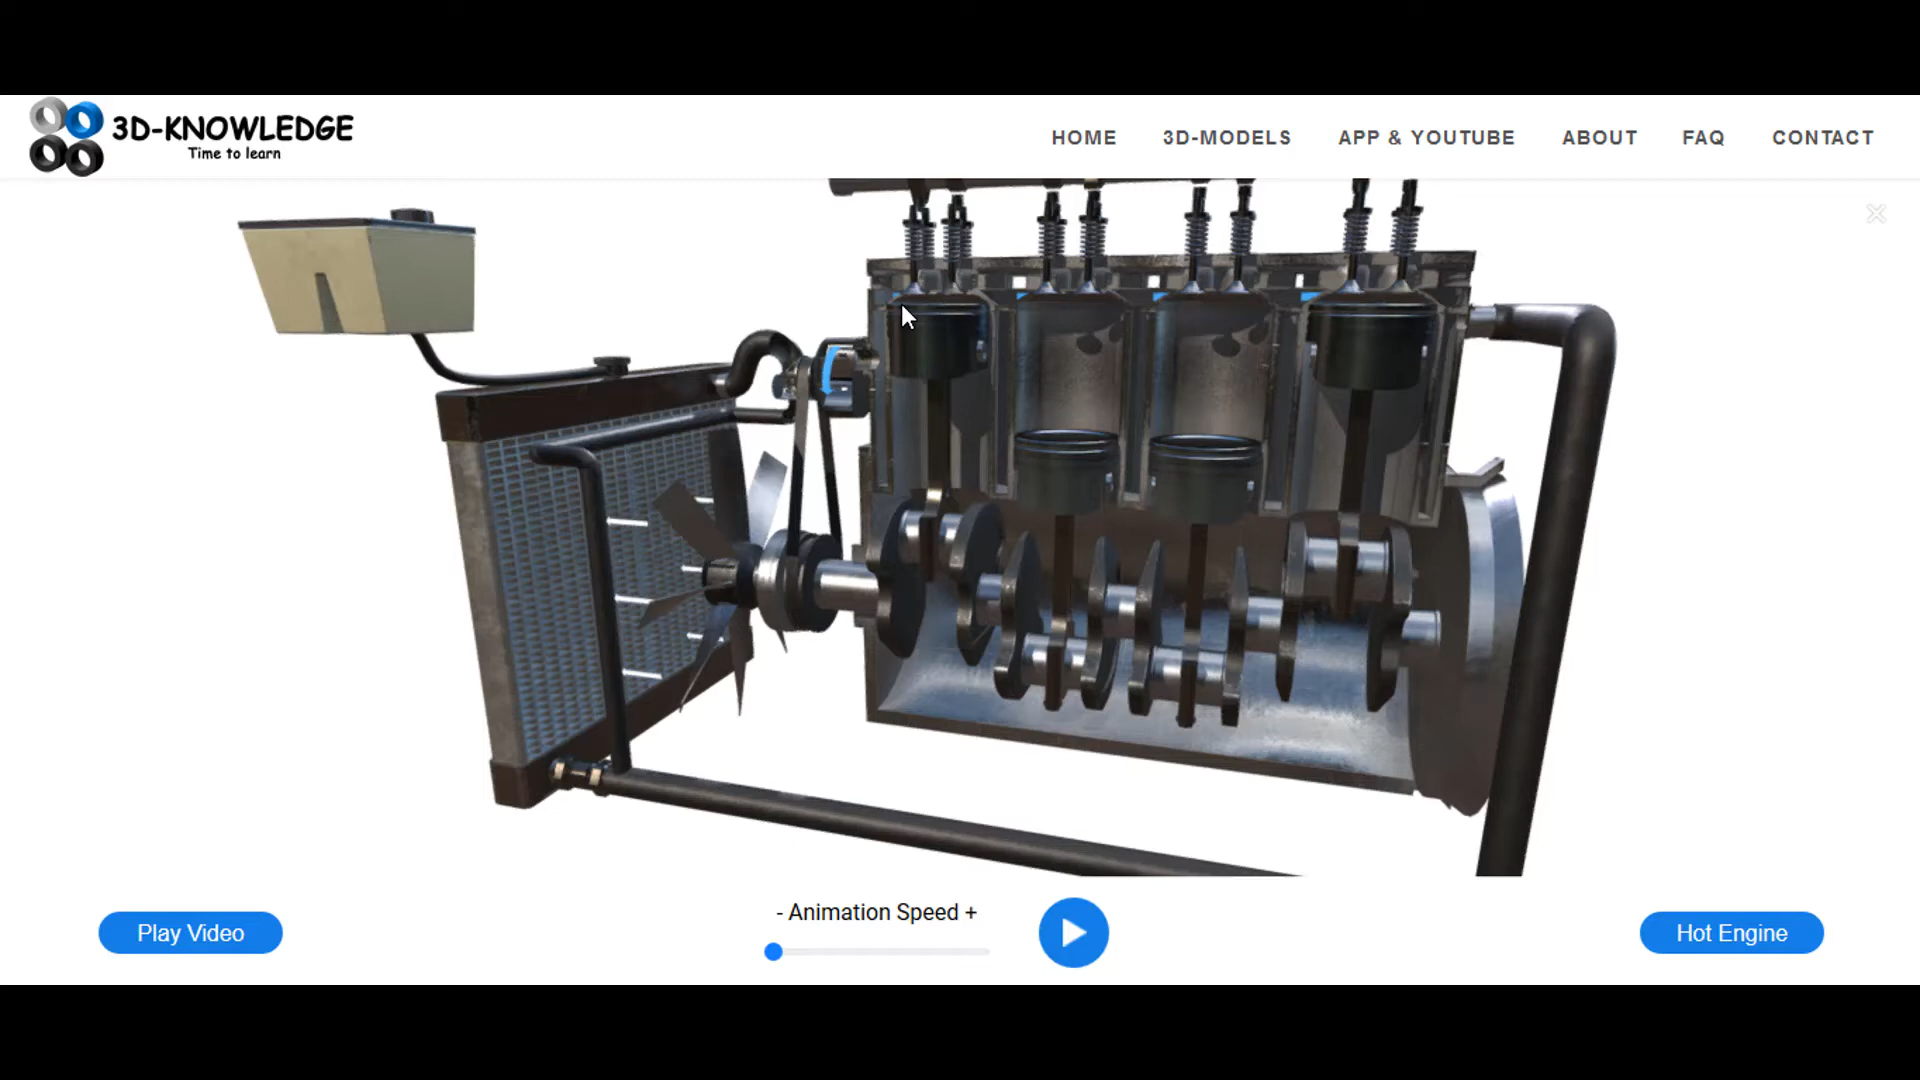 3D-KNOWLEDGE
Time to learn
HOME 3D-MODELS APP & YOUTUBE ABOUT FAQ CONTACT
- Animation Speed +
Play Video
Hot Engine